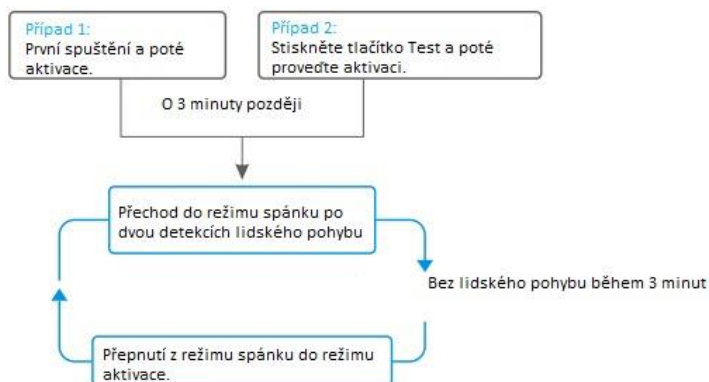 Případ 1:
První spuštění a poté
aktivace.
Případ 2:
Stiskněte tlačítko Test a poté
proveďte aktivaci.
O 3 minuty později
Přechod do režimu spánku po
dvou detekcích lidského pohybu
Bez lidského pohybu během 3 minut
Přepnutí z režimu spánku do režimu
aktivace.